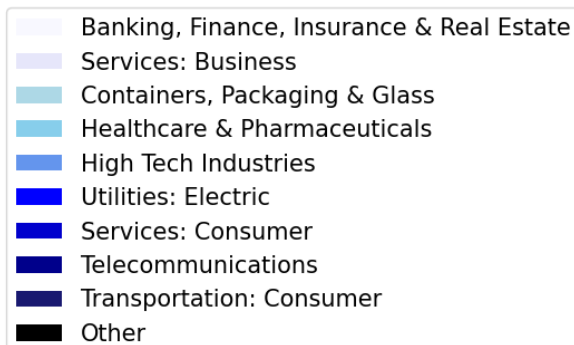 Banking, Finance, Insurance & Real Estate
Services: Business
Containers, Packaging & Glass
Healthcare & Pharmaceuticals
High Tech Industries
Utilities: Electric
Services: Consumer
Telecommunications
Transportation: Consumer
Other